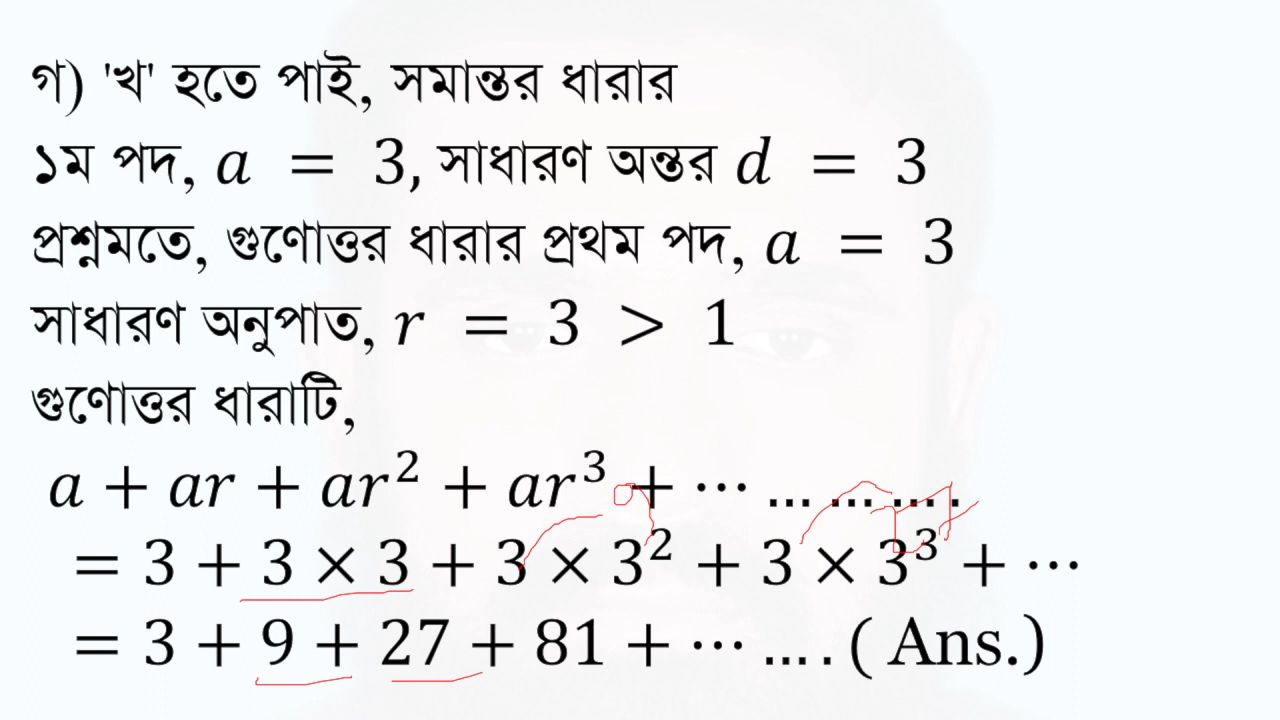 গ) 'খ' হতে পাই, সমান্তর ধারার
১ম পদ, a = 3, সাধারণ অন্তর d = 3
প্রশ্নমতে, গুণোত্তর ধারার প্রথম পদ, a = 3
সাধারণ অনুপাত, r = 3 > 1
গুণোত্তর ধারাটি,
a + ar + ar² + ar³ + ⋯ … … … .
= 3 + 3 × 3 + 3 × 3² + 3 × 3³ + ⋯
= 3 + 9 + 27 + 81 + ⋯ … . ( Ans.)